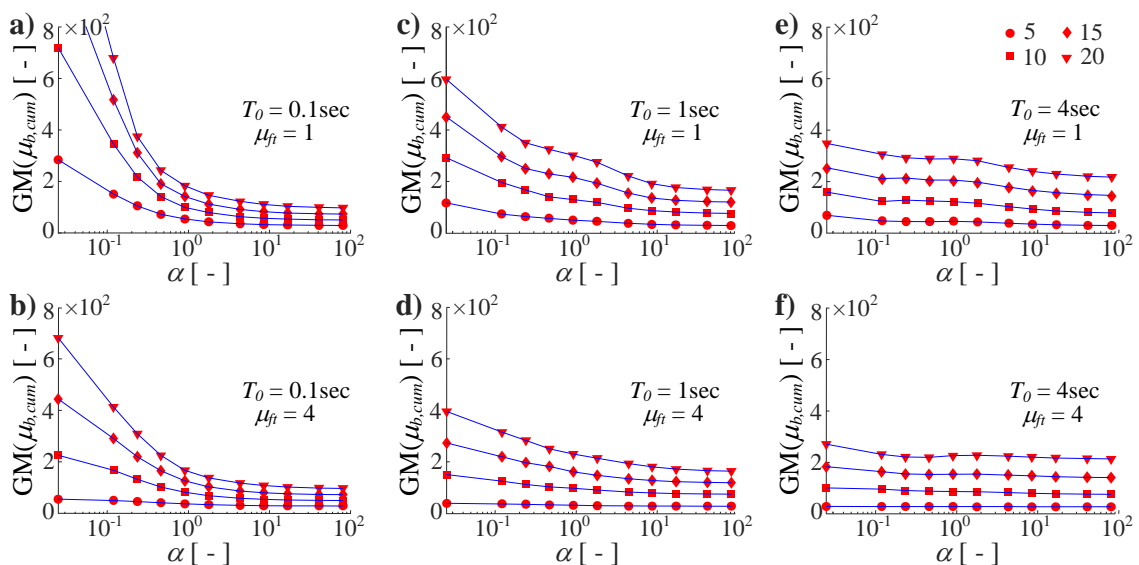 a)
8 ×10²
6
4
2
0
GM(μb,cum) [ - ]
T0 = 0.1sec
μft = 1
10⁻¹ 10⁰ 10¹ 10²
α [ - ]
c)
8 ×10²
6
4
2
0
GM(μb,cum) [ - ]
T0 = 1sec
μft = 1
10⁻¹ 10⁰ 10¹ 10²
α [ - ]
e)
8 ×10²
6
4
2
0
GM(μb,cum) [ - ]
5 15
10 20
T0 = 4sec
μft = 1
10⁻¹ 10⁰ 10¹ 10²
α [ - ]
b)
8 ×10²
6
4
2
0
GM(μb,cum) [ - ]
T0 = 0.1sec
μft = 4
10⁻¹ 10⁰ 10¹ 10²
α [ - ]
d)
8 ×10²
6
4
2
0
GM(μb,cum) [ - ]
T0 = 1sec
μft = 4
10⁻¹ 10⁰ 10¹ 10²
α [ - ]
f)
8 ×10²
6
4
2
0
GM(μb,cum) [ - ]
T0 = 4sec
μft = 4
10⁻¹ 10⁰ 10¹ 10²
α [ - ]